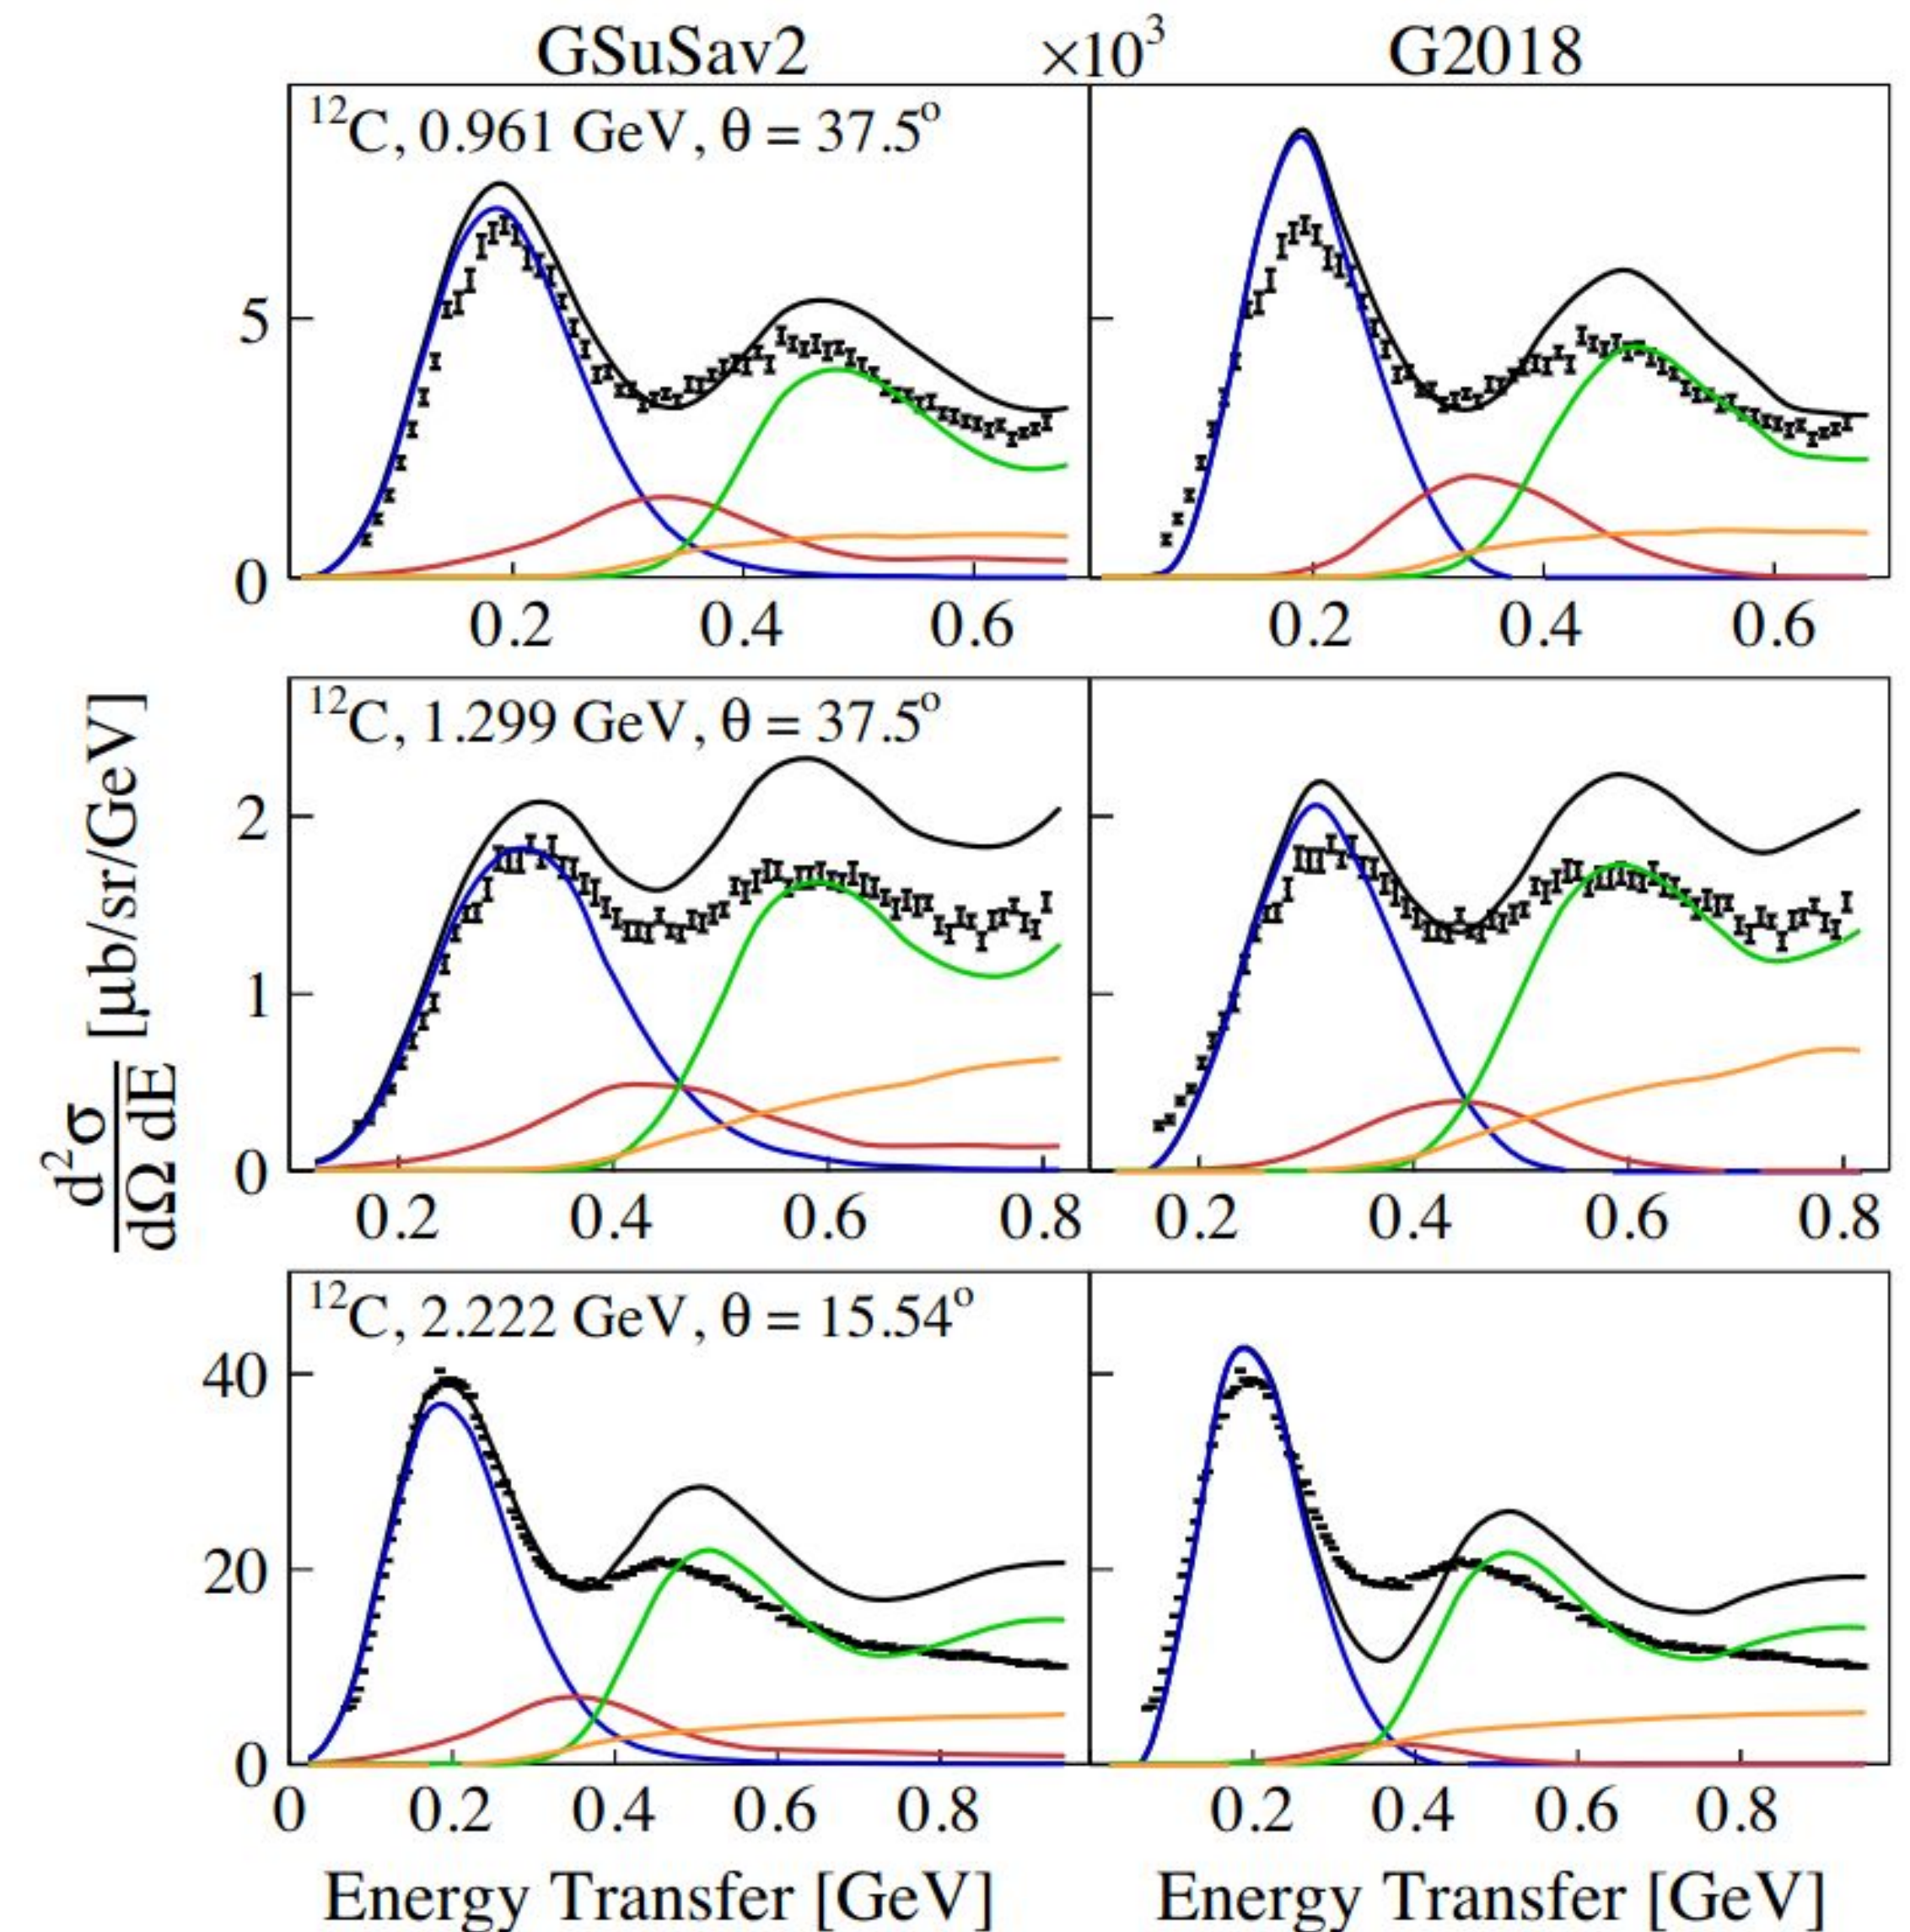 GSuSav2 ×10³ G2018
¹²C, 0.961 GeV, θ = 37.5°
5
0
0.2 0.4 0.6 0.2 0.4 0.6
¹²C, 1.299 GeV, θ = 37.5°
2
1
0
0.2 0.4 0.6 0.8 0.2 0.4 0.6 0.8
d²σ
dΩ dE
[μb/sr/GeV]
¹²C, 2.222 GeV, θ = 15.54°
40
20
0
0 0.2 0.4 0.6 0.8 0.2 0.4 0.6 0.8
Energy Transfer [GeV] Energy Transfer [GeV]